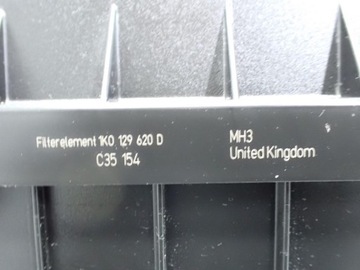 Filterelement 1K0 129 620 D
C35 154
MH3
United Kingdom